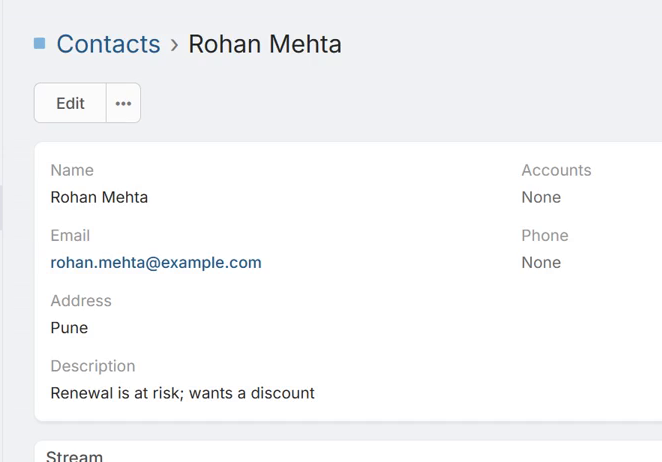 Contacts › Rohan Mehta
Edit •••
Name
Rohan Mehta
Accounts
None
Email
rohan.mehta@example.com
Phone
None
Address
Pune
Description
Renewal is at risk; wants a discount
Stream